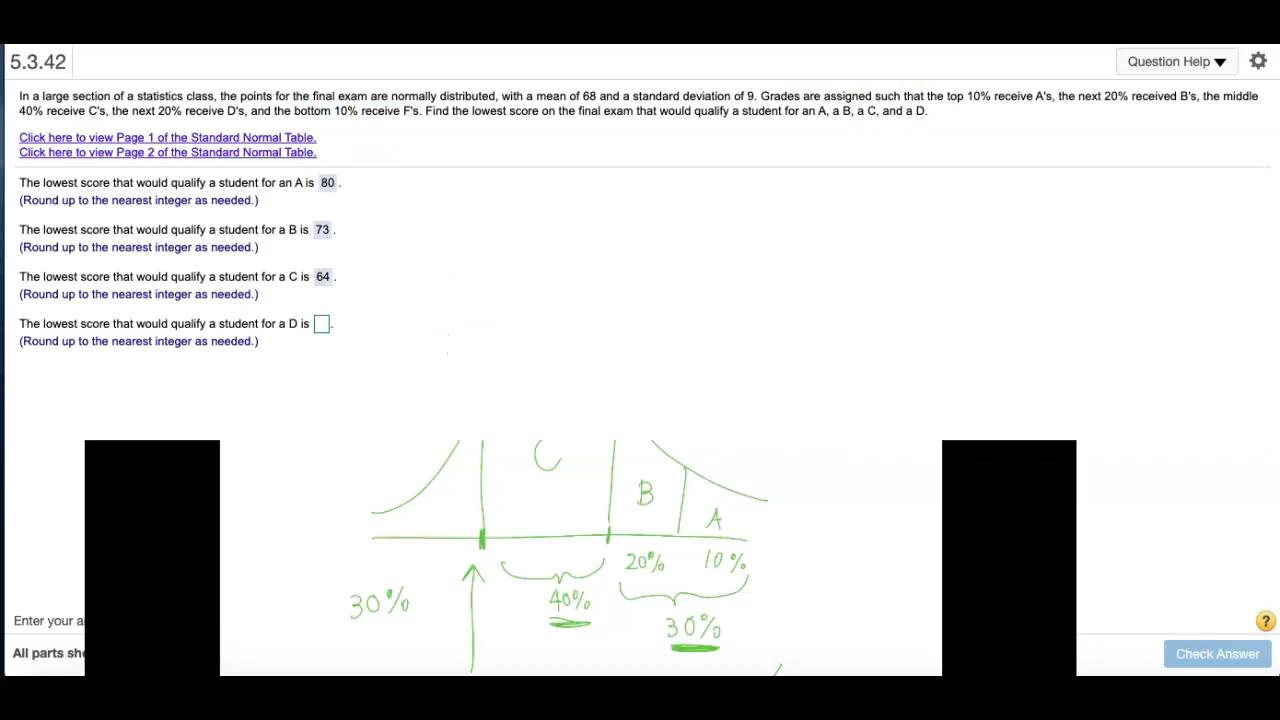 5.3.42
Question Help ▼
In a large section of a statistics class, the points for the final exam are normally distributed, with a mean of 68 and a standard deviation of 9. Grades are assigned such that the top 10% receive A's, the next 20% received B's, the middle
40% receive C's, the next 20% receive D's, and the bottom 10% receive F's. Find the lowest score on the final exam that would qualify a student for an A, a B, a C, and a D.
Click here to view Page 1 of the Standard Normal Table.
Click here to view Page 2 of the Standard Normal Table.
The lowest score that would qualify a student for an A is 80 .
(Round up to the nearest integer as needed.)
The lowest score that would qualify a student for a B is 73 .
(Round up to the nearest integer as needed.)
The lowest score that would qualify a student for a C is 64 .
(Round up to the nearest integer as needed.)
The lowest score that would qualify a student for a D is .
(Round up to the nearest integer as needed.)
C
B
A
20% 10%
30% 40%
30%
Enter your
?
All parts
Check Answer